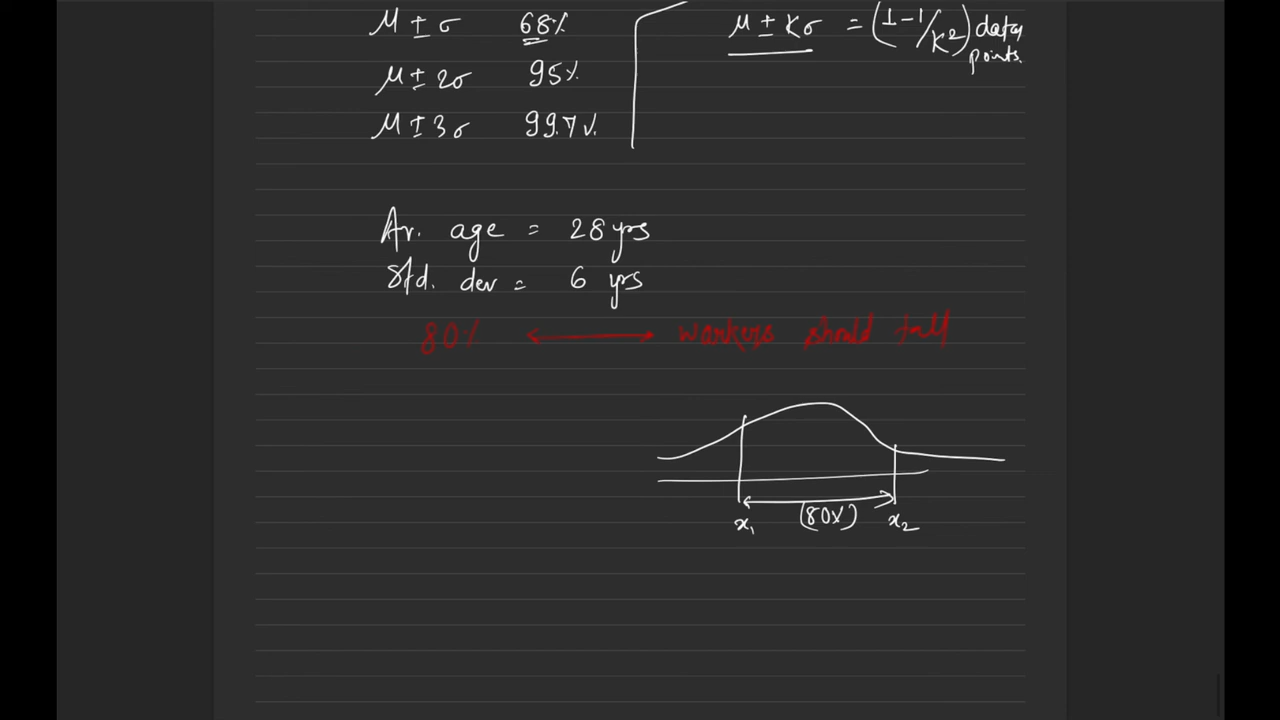 μ ± σ 68%
μ ± 2σ 95%
μ ± 3σ 99.7%
μ ± kσ = (1-1/k²) data points.
Av. age = 28 yrs
Std. dev = 6 yrs
80% ↔ workers should fall
(80%)
x₁ x₂